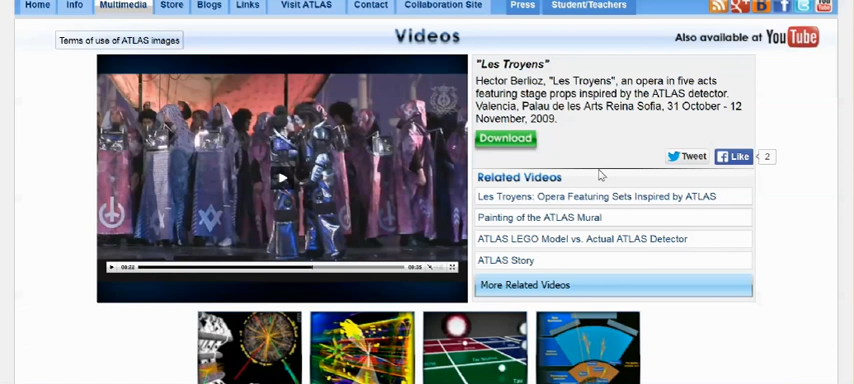 Home Info Multimedia Store Blogs Links Visit ATLAS Contact Collaboration Site Press Student/Teachers
Terms of use of ATLAS images
Videos
Also available at YouTube
"Les Troyens"
Hector Berlioz, "Les Troyens", an opera in five acts
featuring stage props inspired by the ATLAS detector.
Valencia, Palau de les Arts Reina Sofia, 31 October - 12
November, 2009.
Download
Tweet Like 2
Related Videos
Les Troyens: Opera Featuring Sets Inspired by ATLAS
Painting of the ATLAS Mural
ATLAS LEGO Model vs. Actual ATLAS Detector
ATLAS Story
More Related Videos
00:22 00:35